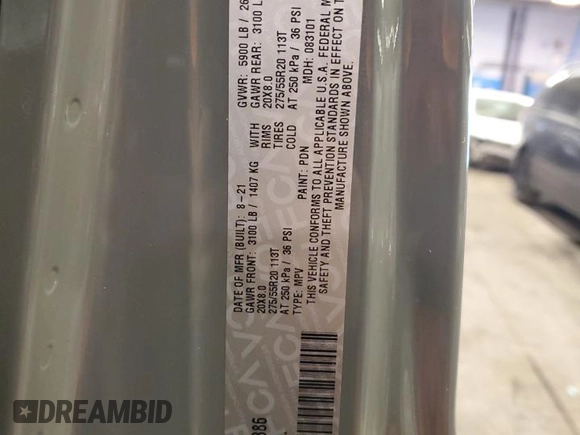 DATE OF MFR (BUILT): 8-21 GVWR: 5900 LB / 26
GAWR FRONT: 3100 LB / 1407 KG WITH GAWR REAR: 3100 L
20X8.0 RIMS 20X8.0
275/55R20 113T TIRES 275/55R20 113T
AT 250 kPa / 36 PSI COLD AT 250 kPa / 36 PSI
TYPE: MPV PAINT: PDN MDH: 083101
THIS VEHICLE CONFORMS TO ALL APPLICABLE U.S.A. FEDERAL M
SAFETY AND THEFT PREVENTION STANDARDS IN EFFECT ON T
MANUFACTURE SHOWN ABOVE.
886
DREAMBID